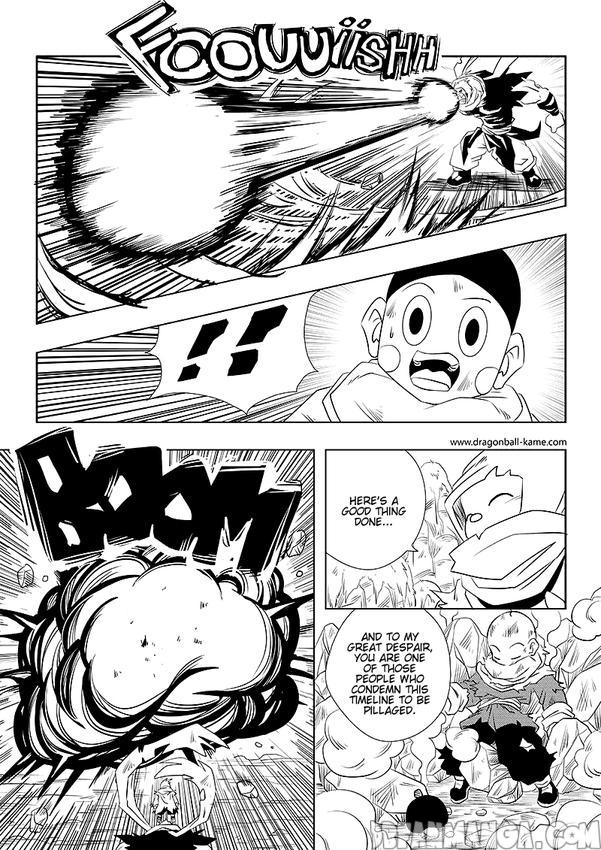 FOOUUUIISHH
!!
www.dragonball-kame.com
BOOM
HERE'S A
GOOD THING
DONE...
AND TO MY
GREAT DESPAIR,
YOU ARE ONE
OF THOSE
PEOPLE WHO
CONDEMN THIS
TIMELINE TO BE
PILLAGED.